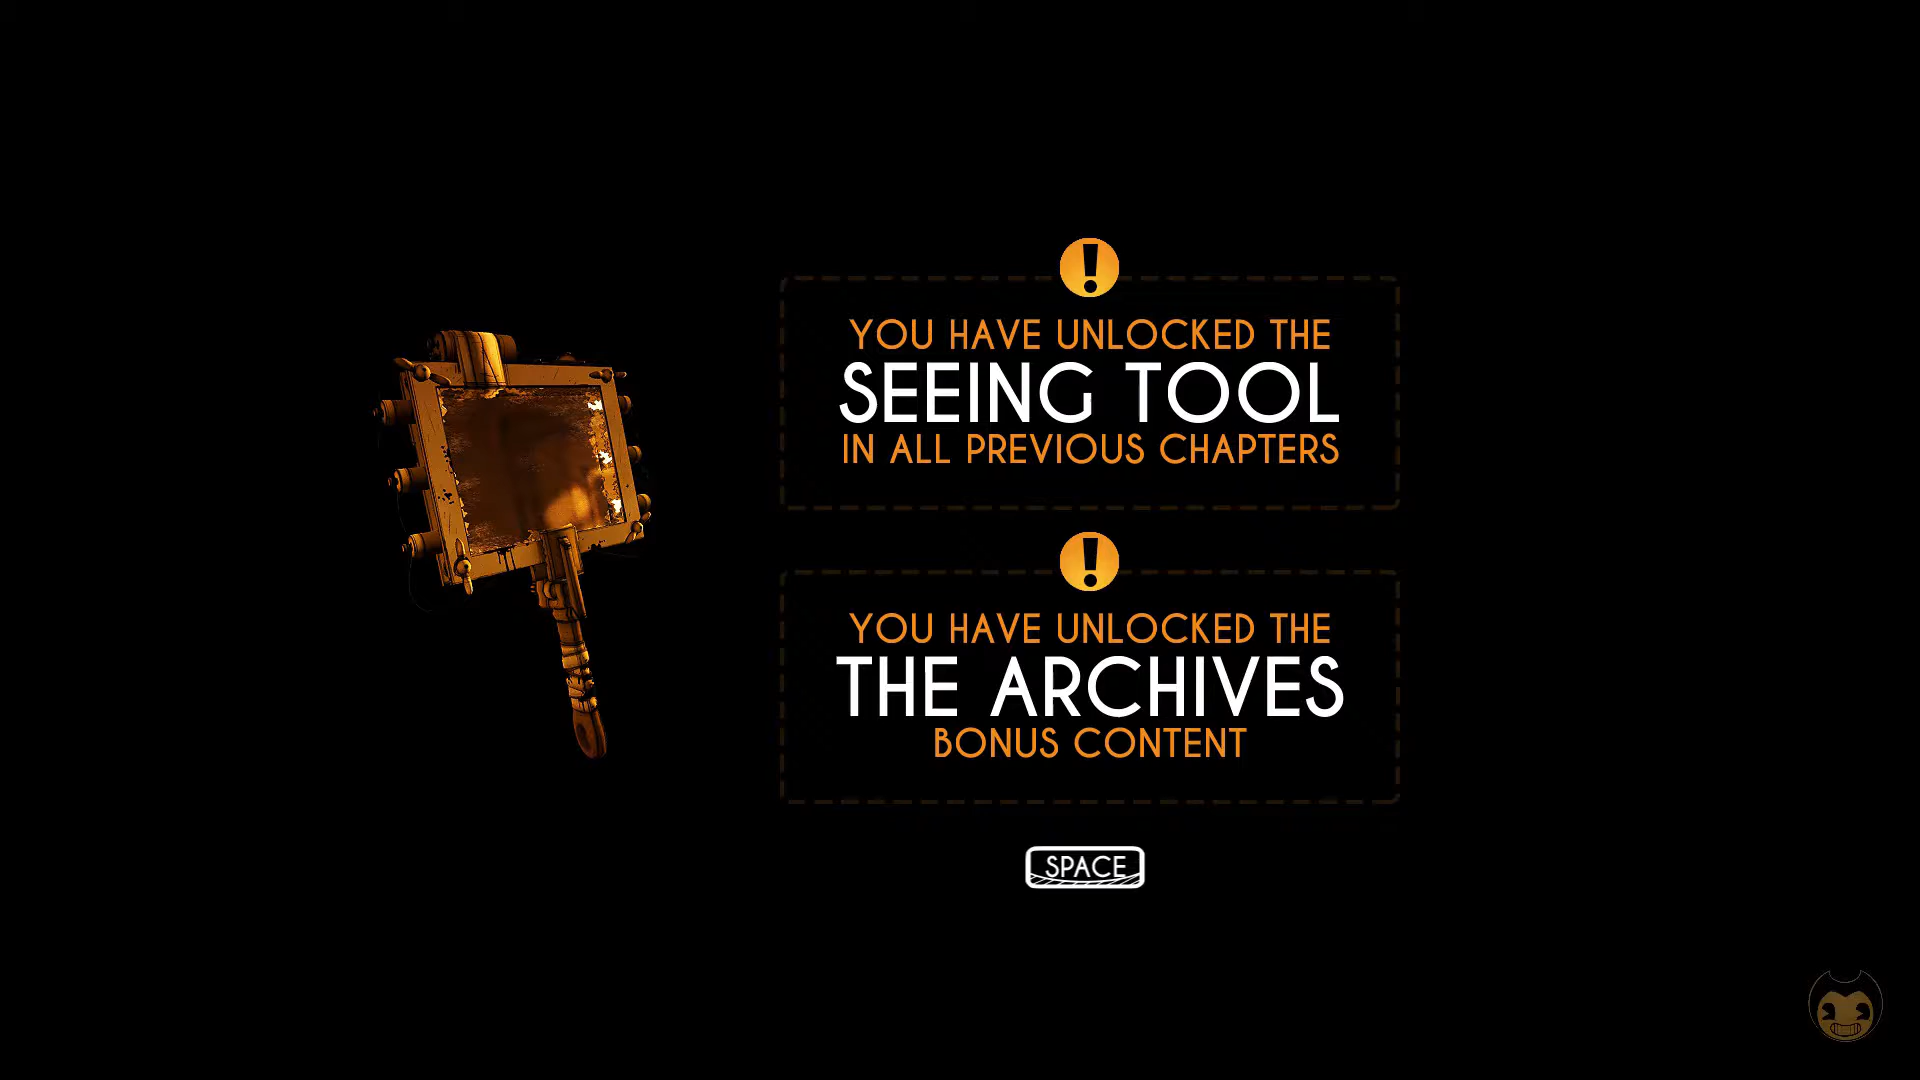 YOU HAVE UNLOCKED THE
SEEING TOOL
IN ALL PREVIOUS CHAPTERS
YOU HAVE UNLOCKED THE
THE ARCHIVES
BONUS CONTENT
SPACE